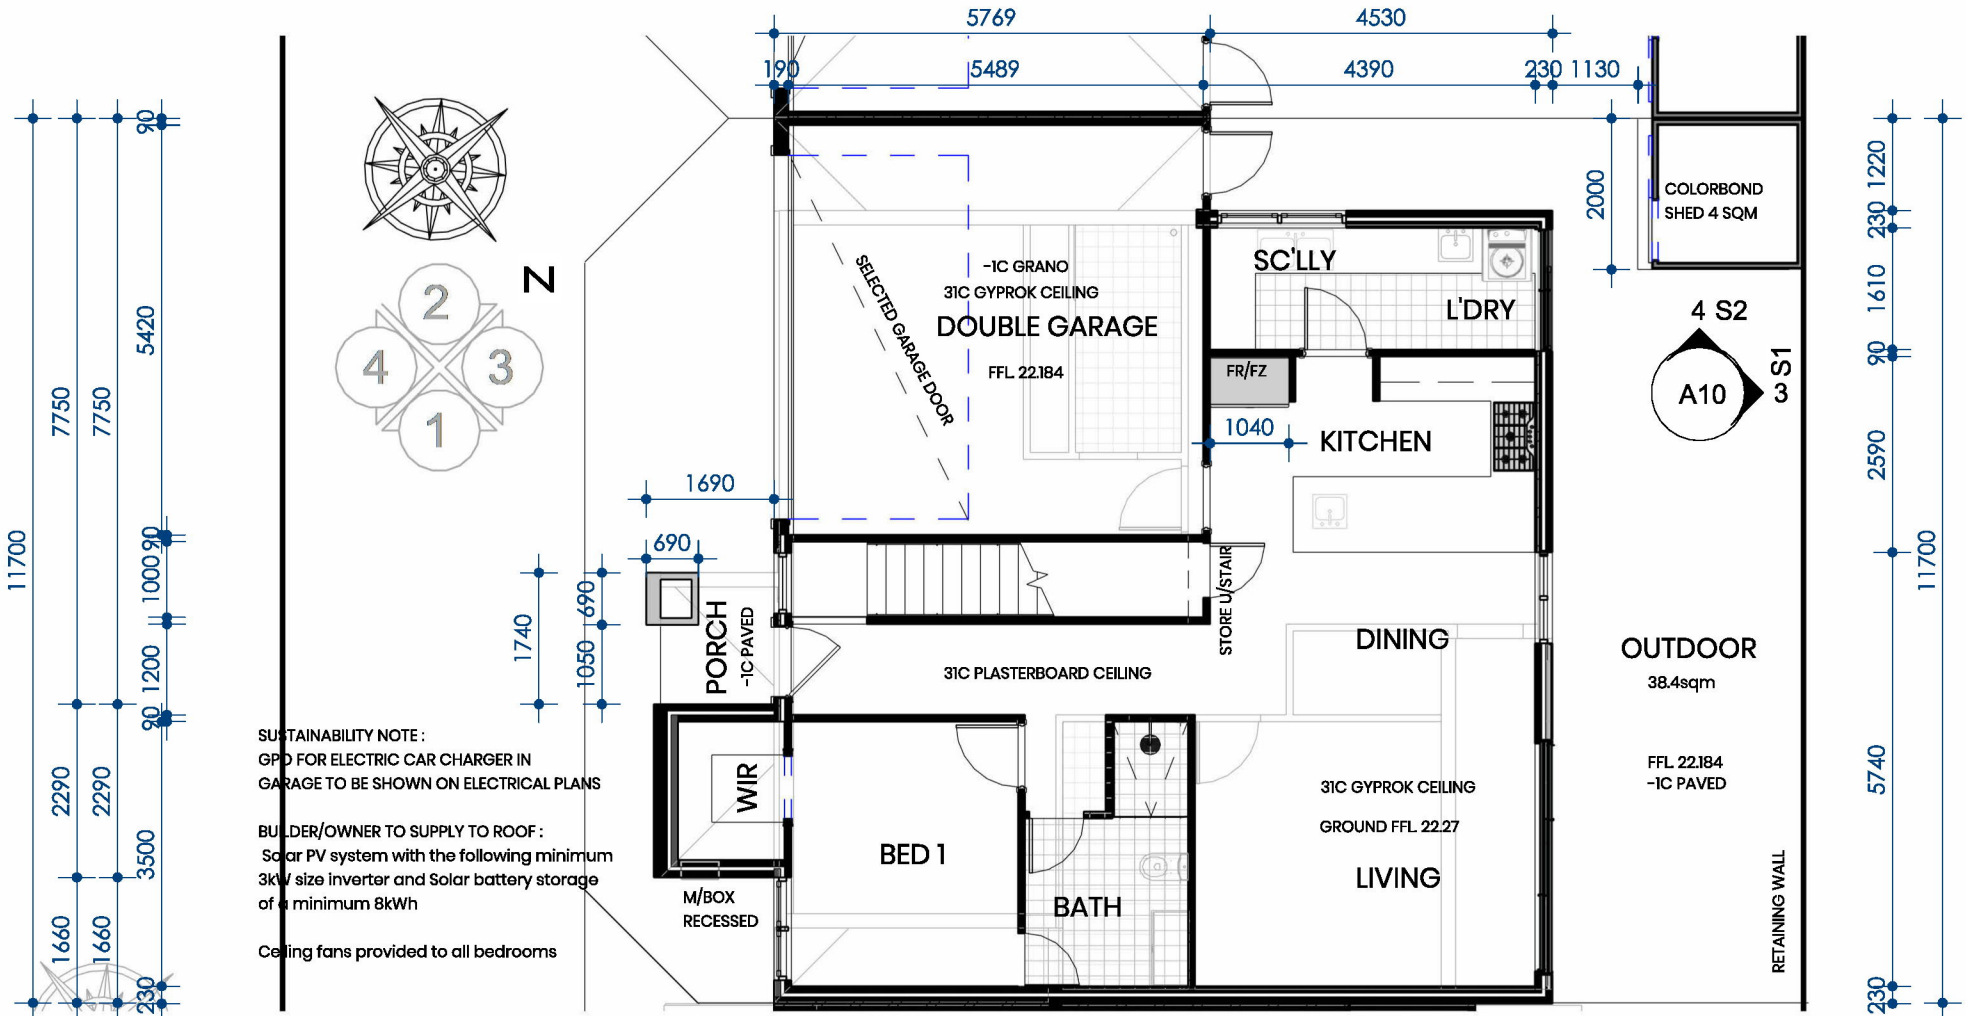 5769
4530
190
5489
4390
230
1130
90
1220
2000
COLORBOND
SHED 4 SQM
230
SC'LLY
-1C GRANO
31C GYPROK CEILING
DOUBLE GARAGE
FFL 22.184
SELECTED GARAGE DOOR
L'DRY
1610
N
2
4
3
1
5420
4 S2
S1
3
A10
90
FR/FZ
1040
KITCHEN
2590
7750
7750
1690
690
11700
90
1000
90
1740
690
1050
PORCH
-1C PAVED
STORE U/STAIR
DINING
OUTDOOR
38.4sqm
11700
1200
31C PLASTERBOARD CEILING
90
SUSTAINABILITY NOTE :
GPO FOR ELECTRIC CAR CHARGER IN
GARAGE TO BE SHOWN ON ELECTRICAL PLANS
BUILDER/OWNER TO SUPPLY TO ROOF :
Solar PV system with the following minimum
3kW size inverter and Solar battery storage
of a minimum 8kWh
Ceiling fans provided to all bedrooms
WIR
FFL 22.184
-1C PAVED
31C GYPROK CEILING
GROUND FFL 22.27
5740
2290
2290
3500
BED 1
LIVING
M/BOX
RECESSED
BATH
RETAINING WALL
1660
1660
230
230